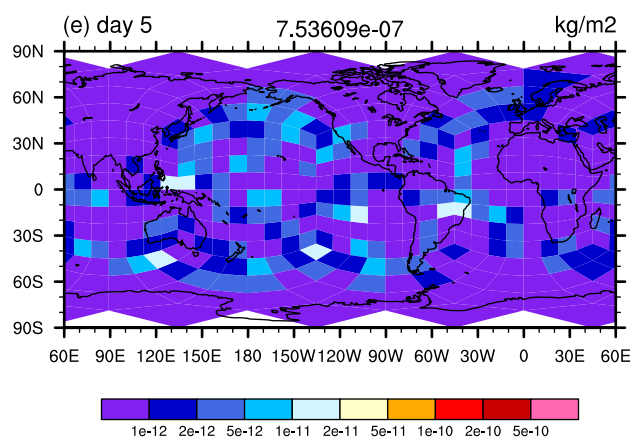 (e) day 5 7.53609e-07 kg/m2
90N
60N
30N
0
30S
60S
90S
60E 90E 120E 150E 180 150W 120W 90W 60W 30W 0 30E 60E
1e-12 2e-12 5e-12 1e-11 2e-11 5e-11 1e-10 2e-10 5e-10